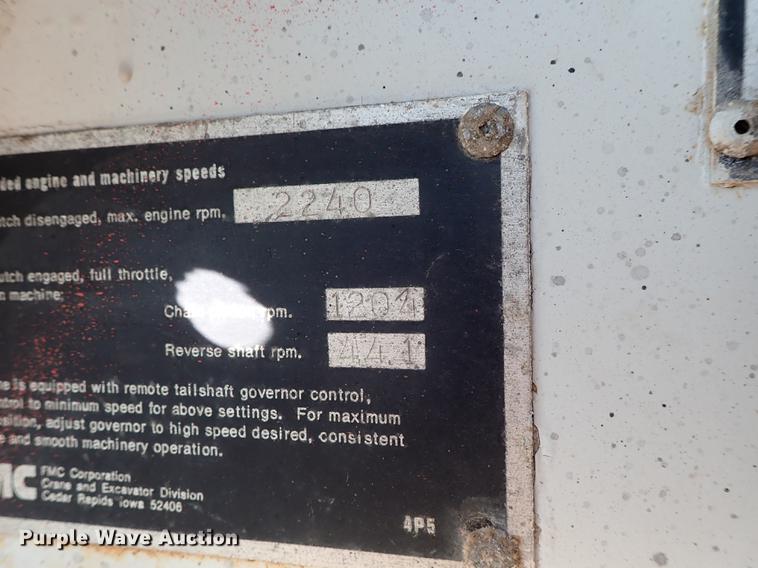 ded engine and machinery speeds
tch disengaged, max. engine rpm. 2240
utch engaged, full throttle,
n machine:
rpm. 1204
Reverse shaft rpm. 441
ne is equipped with remote tailshaft governor control,
ntrol to minimum speed for above settings. For maximum
osition, adjust governor to high speed desired, consistent
e and smooth machinery operation.
MC FMC Corporation
Crane and Excavator Division
Cedar Rapids Iowa 52406
4P5
Purple Wave Auction